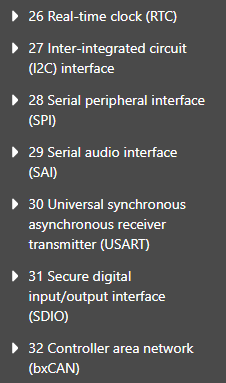 26 Real-time clock (RTC)
27 Inter-integrated circuit
(I2C) interface
28 Serial peripheral interface
(SPI)
29 Serial audio interface
(SAI)
30 Universal synchronous
asynchronous receiver
transmitter (USART)
31 Secure digital
input/output interface
(SDIO)
32 Controller area network
(bxCAN)